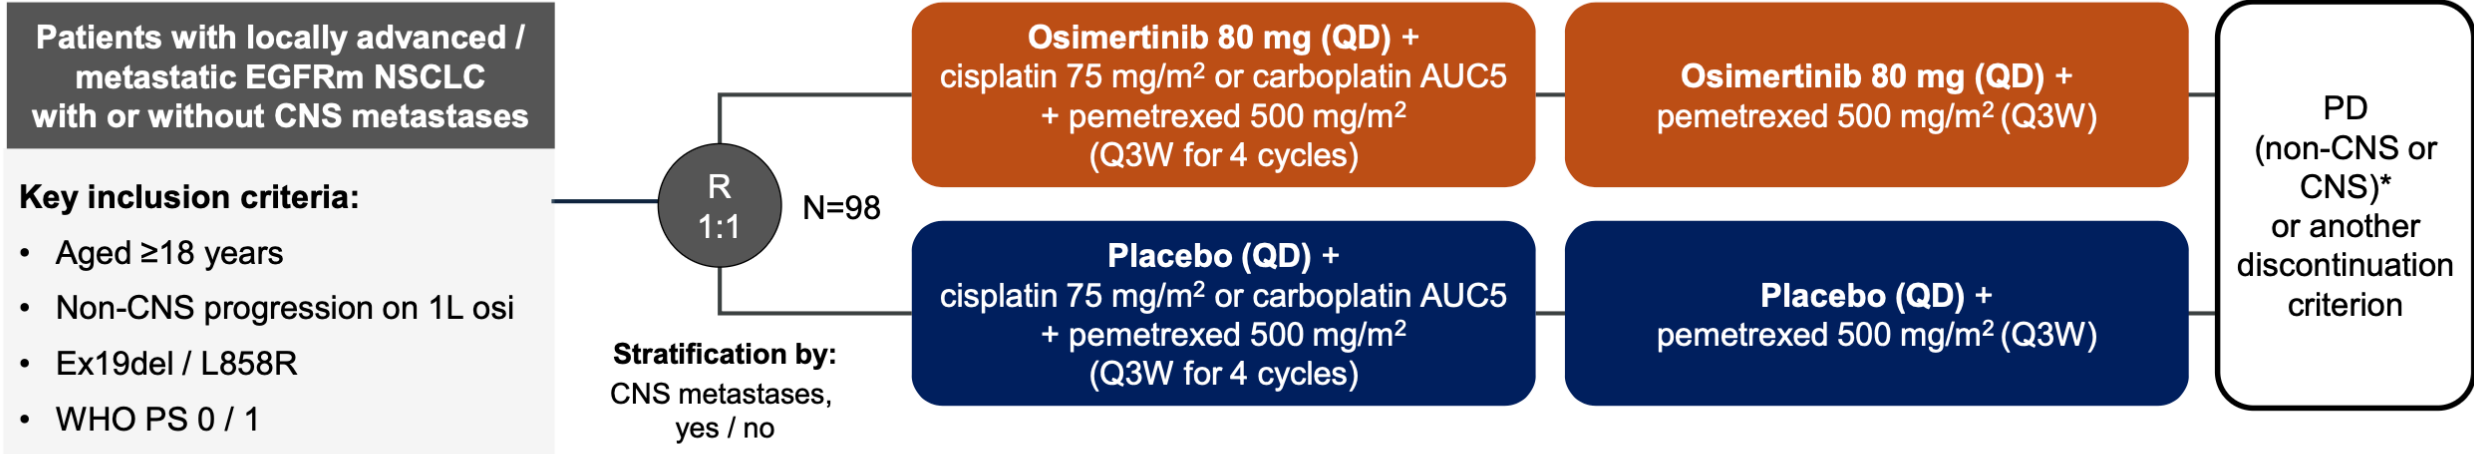 Patients with locally advanced /
metastatic EGFRm NSCLC
with or without CNS metastases
Key inclusion criteria:
• Aged ≥18 years
• Non-CNS progression on 1L osi
• Ex19del / L858R
• WHO PS 0 / 1
R
1:1
N=98
Stratification by:
CNS metastases,
yes / no
Osimertinib 80 mg (QD) +
cisplatin 75 mg/m² or carboplatin AUC5
+ pemetrexed 500 mg/m²
(Q3W for 4 cycles)
Osimertinib 80 mg (QD) +
pemetrexed 500 mg/m² (Q3W)
Placebo (QD) +
cisplatin 75 mg/m² or carboplatin AUC5
+ pemetrexed 500 mg/m²
(Q3W for 4 cycles)
Placebo (QD) +
pemetrexed 500 mg/m² (Q3W)
PD
(non-CNS or
CNS)*
or another
discontinuation
criterion